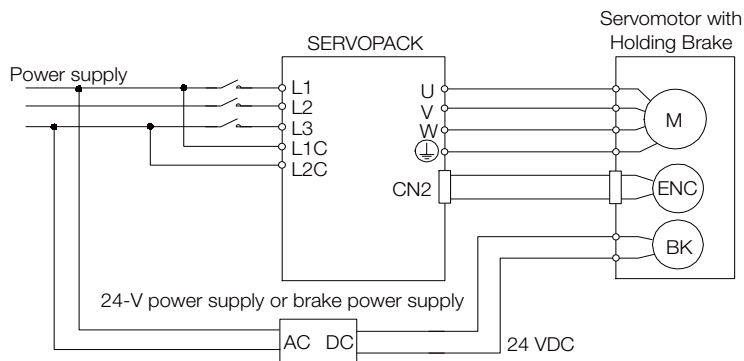 Servomotor with
Holding Brake
SERVOPACK
Power supply
L1
L2
L3
L1C
L2C
U
V
W
CN2
M
ENC
BK
24-V power supply or brake power supply
AC DC
24 VDC